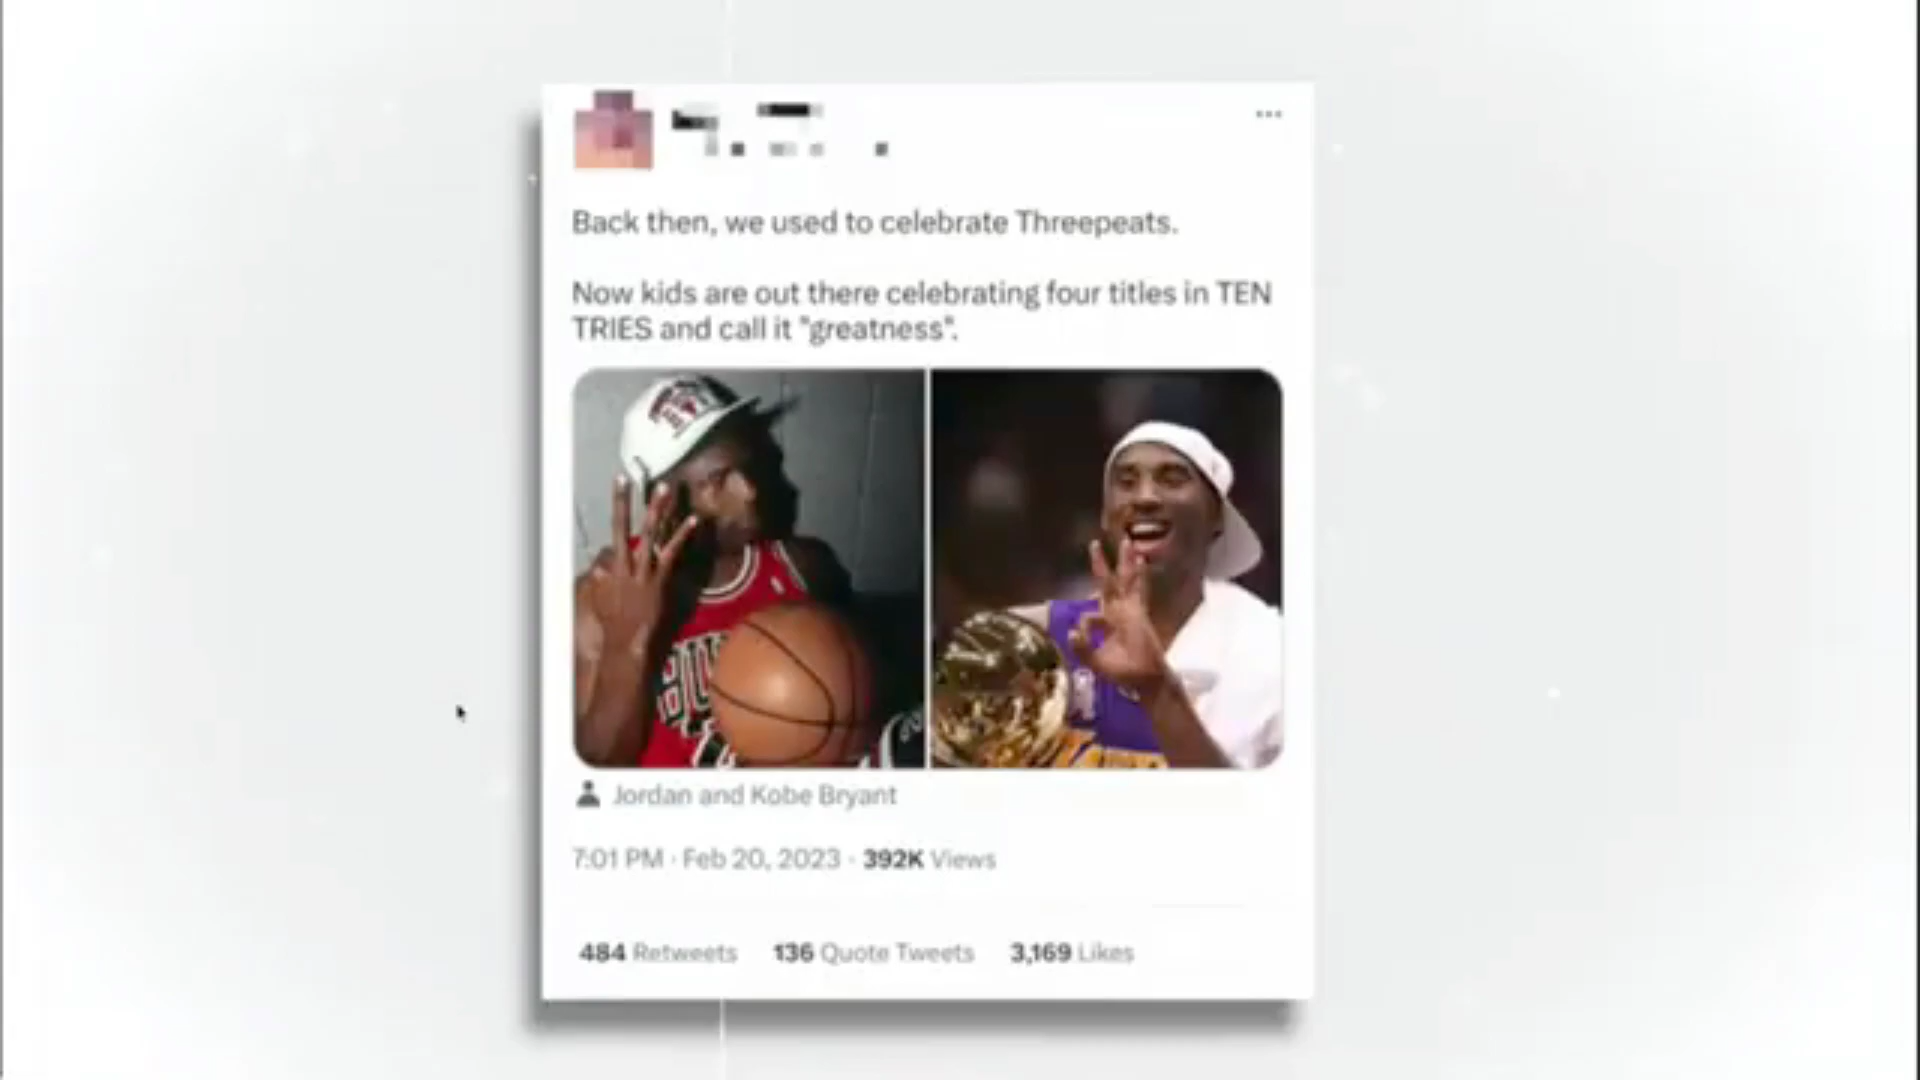 Back then, we used to celebrate Threepeats.
Now kids are out there celebrating four titles in TEN
TRIES and call it "greatness".
Jordan and Kobe Bryant
7:01 PM · Feb 20, 2023 · 392K Views
484 Retweets 136 Quote Tweets 3,169 Likes